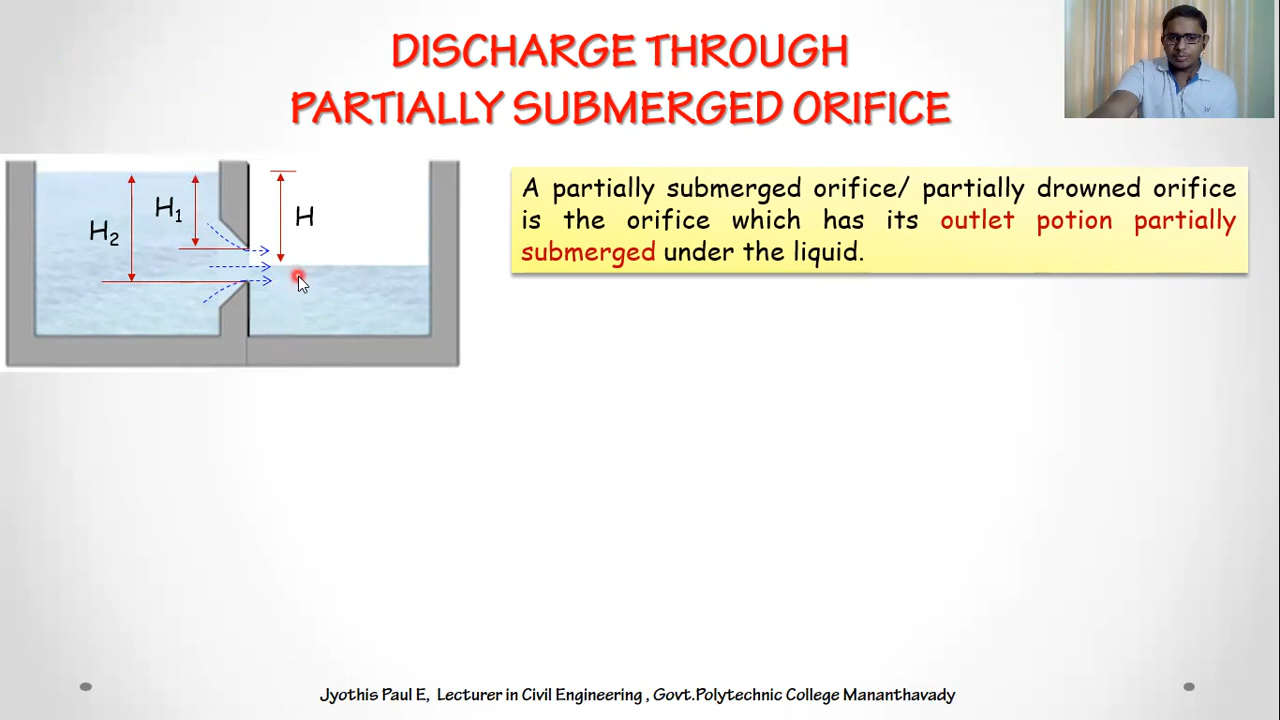 DISCHARGE THROUGH
PARTIALLY SUBMERGED ORIFICE
H₁
H
H₂
A partially submerged orifice/ partially drowned orifice
is the orifice which has its outlet potion partially
submerged under the liquid.
Jyothis Paul E, Lecturer in Civil Engineering , Govt.Polytechnic College Mananthavady